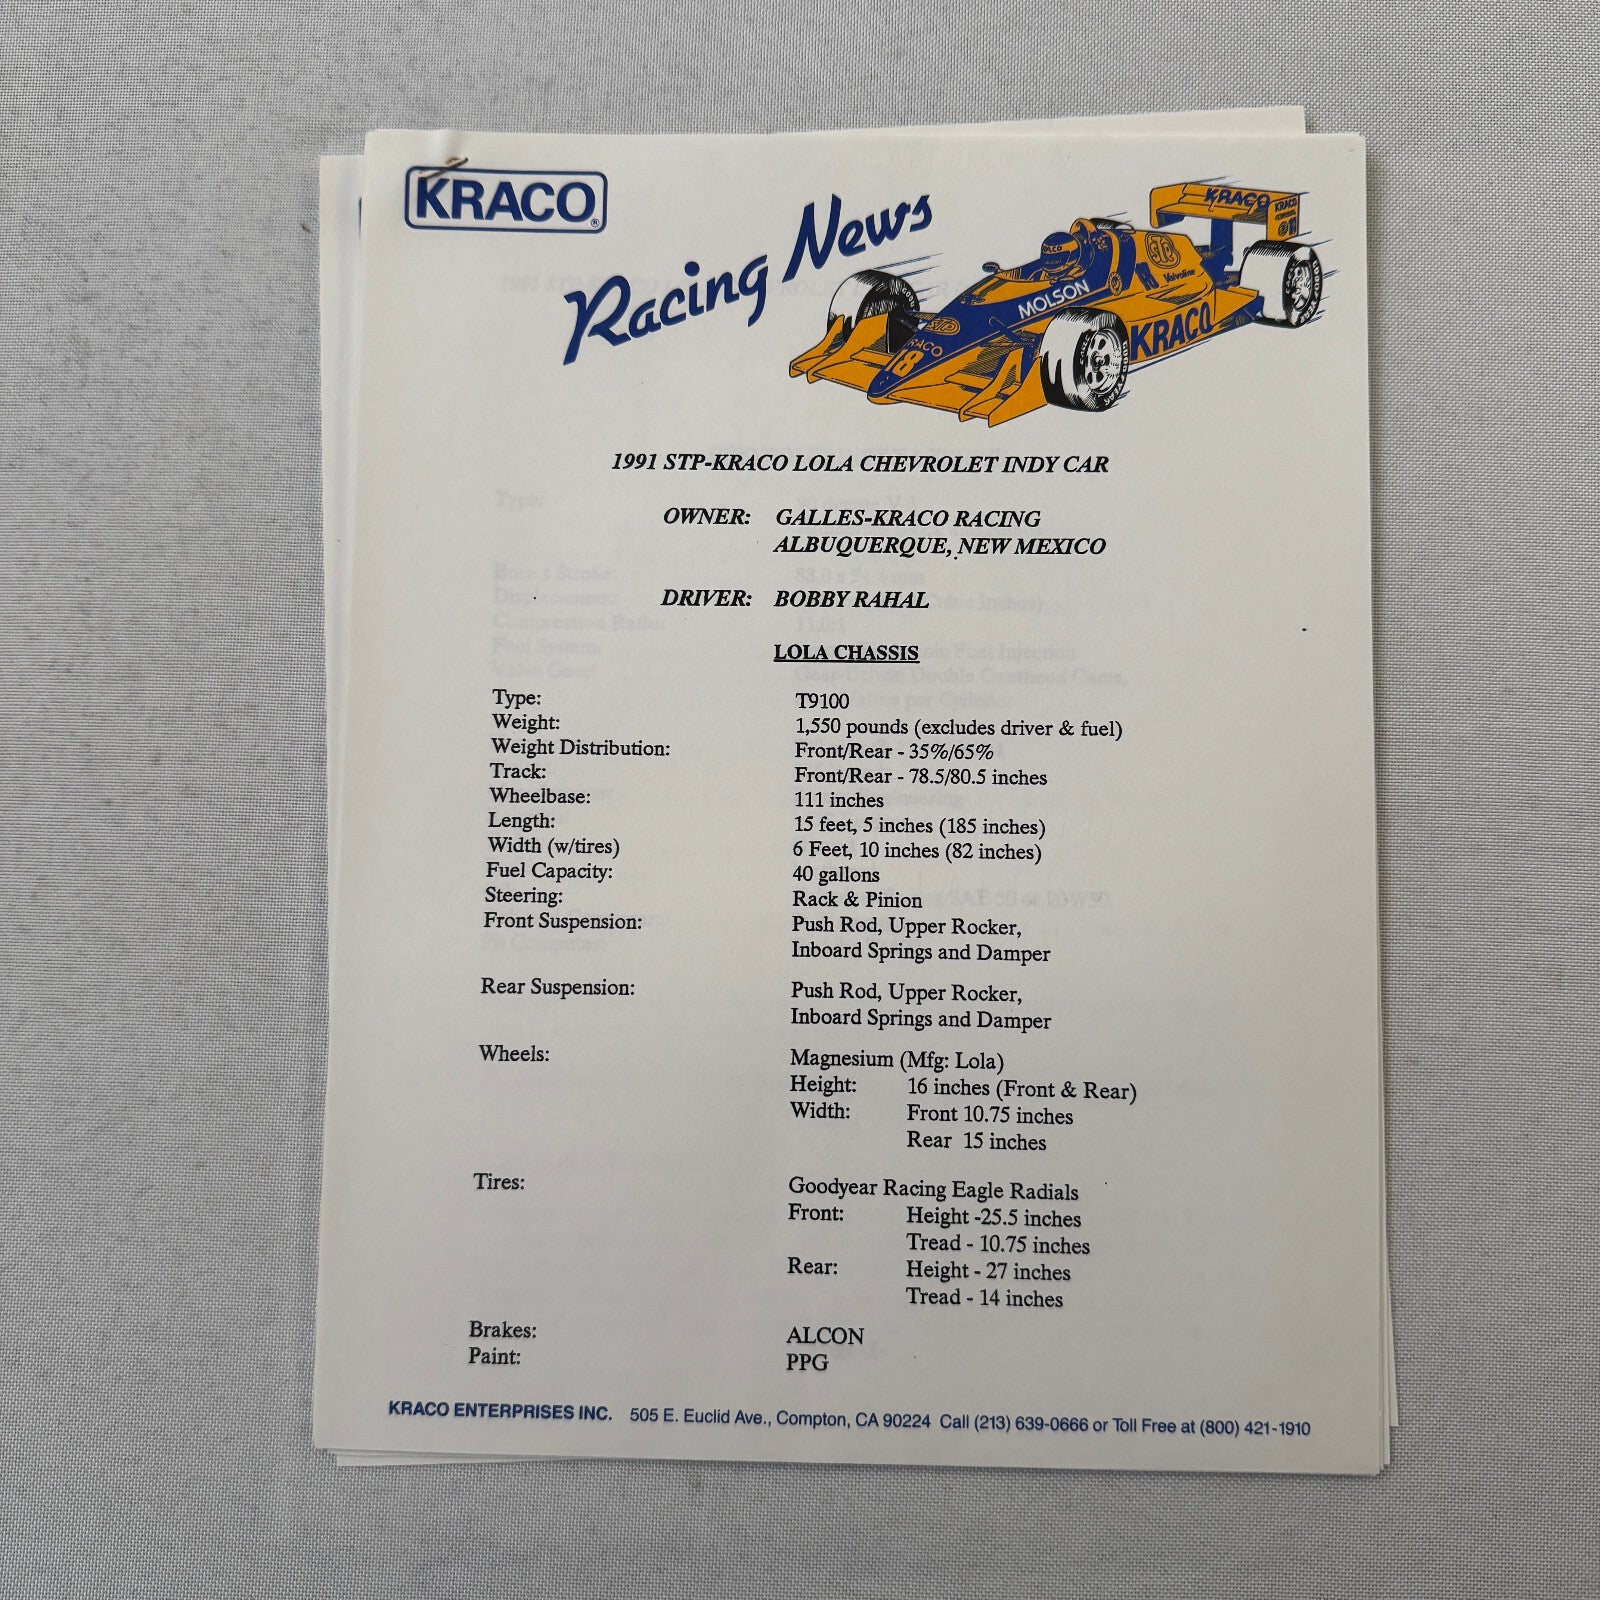 KRACO®
Racing News
KRACO
KRACO
STP
Valvoline
18
MOLSON
KRACO
STP
KRACO
18
GOODYEAR
1991 STP-KRACO LOLA CHEVROLET INDY CAR
OWNER: GALLES-KRACO RACING
ALBUQUERQUE, NEW MEXICO
DRIVER: BOBBY RAHAL
LOLA CHASSIS
Type: T9100
Weight: 1,550 pounds (excludes driver & fuel)
Weight Distribution: Front/Rear - 35%/65%
Track: Front/Rear - 78.5/80.5 inches
Wheelbase: 111 inches
Length: 15 feet, 5 inches (185 inches)
Width (w/tires) 6 Feet, 10 inches (82 inches)
Fuel Capacity: 40 gallons
Steering: Rack & Pinion
Front Suspension: Push Rod, Upper Rocker,
Inboard Springs and Damper
Rear Suspension: Push Rod, Upper Rocker,
Inboard Springs and Damper
Wheels: Magnesium (Mfg: Lola)
Height: 16 inches (Front & Rear)
Width: Front 10.75 inches
Rear 15 inches
Tires: Goodyear Racing Eagle Radials
Front: Height -25.5 inches
Tread - 10.75 inches
Rear: Height - 27 inches
Tread - 14 inches
Brakes: ALCON
Paint: PPG
KRACO ENTERPRISES INC. 505 E. Euclid Ave., Compton, CA 90224 Call (213) 639-0666 or Toll Free at (800) 421-1910